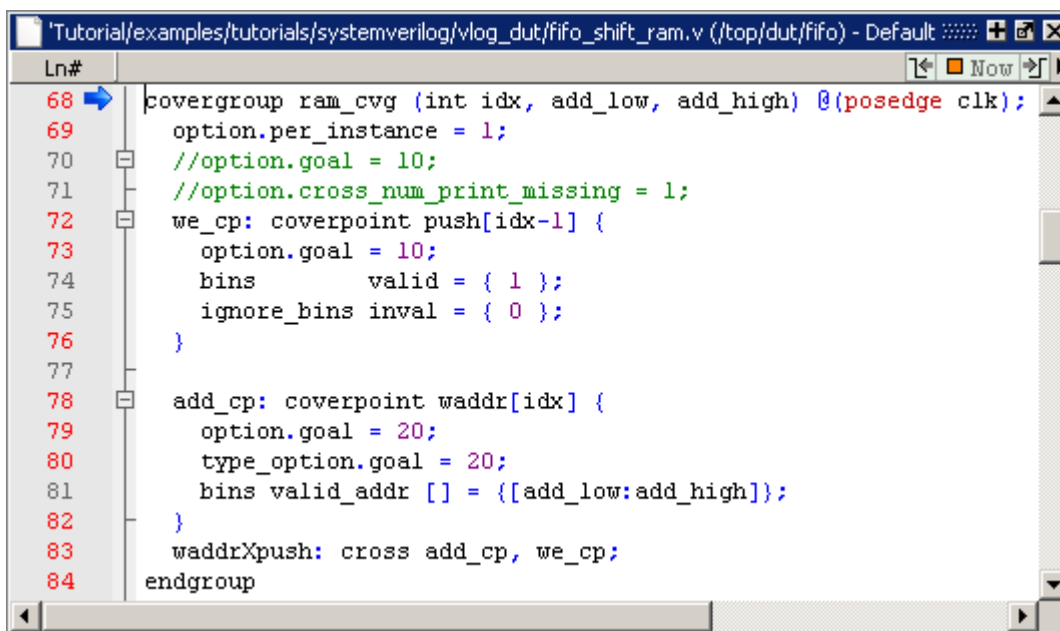 'Tutorial/examples/tutorials/systemverilog/vlog_dut/fifo_shift_ram.v (/top/dut/fifo) - Default
Ln# Now
68 covergroup ram_cvg (int idx, add_low, add_high) @(posedge clk);
69 option.per_instance = 1;
70 //option.goal = 10;
71 //option.cross_num_print_missing = 1;
72 we_cp: coverpoint push[idx-1] {
73 option.goal = 10;
74 bins valid = { 1 };
75 ignore_bins inval = { 0 };
76 }
77
78 add_cp: coverpoint waddr[idx] {
79 option.goal = 20;
80 type_option.goal = 20;
81 bins valid_addr [] = {[add_low:add_high]};
82 }
83 waddrXpush: cross add_cp, we_cp;
84 endgroup